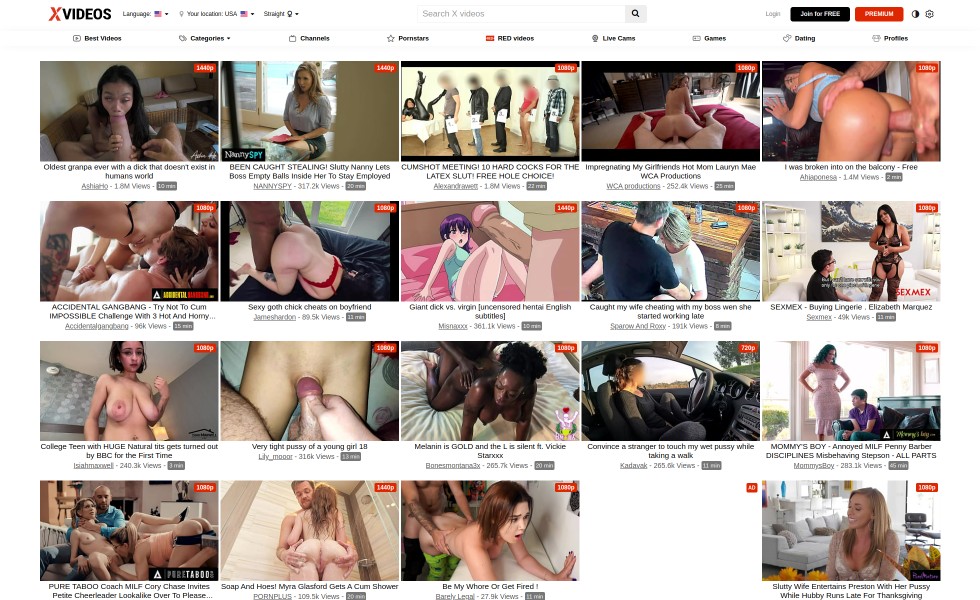 XVIDEOS
Language:
Your location: USA
Straight
Search X videos
Login
Join for FREE
PREMIUM
Best Videos
Categories
Channels
Pornstars
RED videos
Live Cams
Games
Dating
Profiles
1440p
1440p
1080p
1080p
1080p
NannySPY
Oldest granpa ever with a dick that doesn't exist in
humans world
AshiaHo - 1.8M Views - 10 min
BEEN CAUGHT STEALING! Slutty Nanny Lets
Boss Empty Balls Inside Her To Stay Employed
NANNYSPY - 317.2k Views - 20 min
CUMSHOT MEETING! 10 HARD COCKS FOR THE
LATEX SLUT! FREE HOLE CHOICE!
Alexandrawett - 1.8M Views - 22 min
Impregnating My Girlfriends Hot Mom Lauryn Mae
WCA Productions
WCA productions - 252.4k Views - 25 min
I was broken into on the balcony - Free
Ahiaponesa - 1.4M Views - 2 min
1080p
1080p
1440p
1080p
1080p
SEXMEX
ACCIDENTAL GANGBANG - Try Not To Cum
IMPOSSIBLE Challenge With 3 Hot And Horny...
Accidentalgangbang - 96k Views - 15 min
Sexy goth chick cheats on boyfriend
Jameshardon - 89.5k Views - 11 min
Giant dick vs. virgin [uncensored hentai English
subtitles]
Misnaxxx - 361.1k Views - 10 min
Caught my wife cheating with my boss wen she
started working late
Sparow And Roxy - 191k Views - 8 min
SEXMEX - Buying Lingerie . Elizabeth Marquez
Sexmex - 49k Views - 11 min
1080p
1080p
1080p
720p
1080p
College Teen with HUGE Natural tits gets turned out
by BBC for the First Time
Isiahmaxwell - 240.3k Views - 3 min
Very tight pussy of a young girl 18
Lily_mooor - 316k Views - 13 min
Melanin is GOLD and the L is silent ft. Vickie
Starxxx
Bonesmontana3x - 265.7k Views - 20 min
Convince a stranger to touch my wet pussy while
taking a walk
Kadavak - 265.6k Views - 11 min
MOMMY'S BOY - Annoyed MILF Penny Barber
DISCIPLINES Misbehaving Stepson - ALL PARTS
MommysBoy - 283.1k Views - 45 min
1080p
1440p
1080p
AD
1080p
PURETABOO
PURE TABOO Coach MILF Cory Chase Invites
Petite Cheerleader Lookalike Over To Please...
Soap And Hoes! Myra Glasford Gets A Cum Shower
PORNPLUS - 109.5k Views - 20 min
Be My Whore Or Get Fired !
Barely Legal - 27.9k Views - 11 min
Slutty Wife Entertains Preston With Her Pussy
While Hubby Runs Late For Thanksgiving